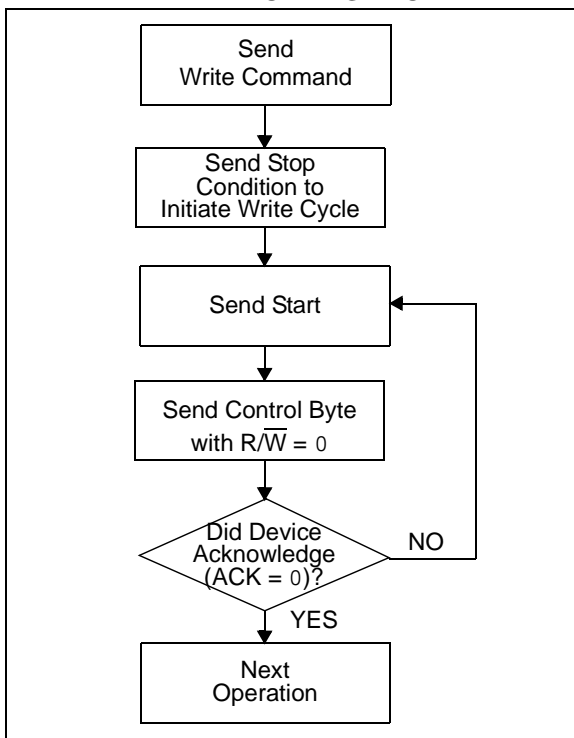 Send
Write Command
Send Stop
Condition to
Initiate Write Cycle
Send Start
Send Control Byte
with R/W̅ = 0
Did Device
Acknowledge
(ACK = 0)?
NO
YES
Next
Operation